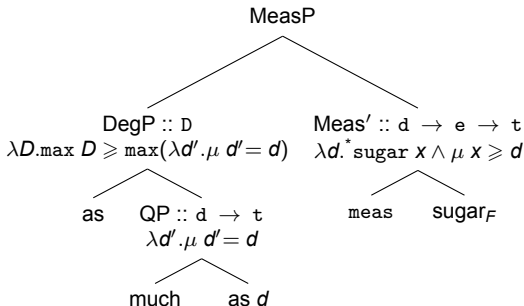 MeasP
DegP :: D
λD.max D ⩾ max(λd′.μ d′= d)
Meas′ :: d → e → t
λd.*sugar x ∧ μ x ⩾ d
as
QP :: d → t
λd′.μ d′= d
meas
sugar_F
much
as d